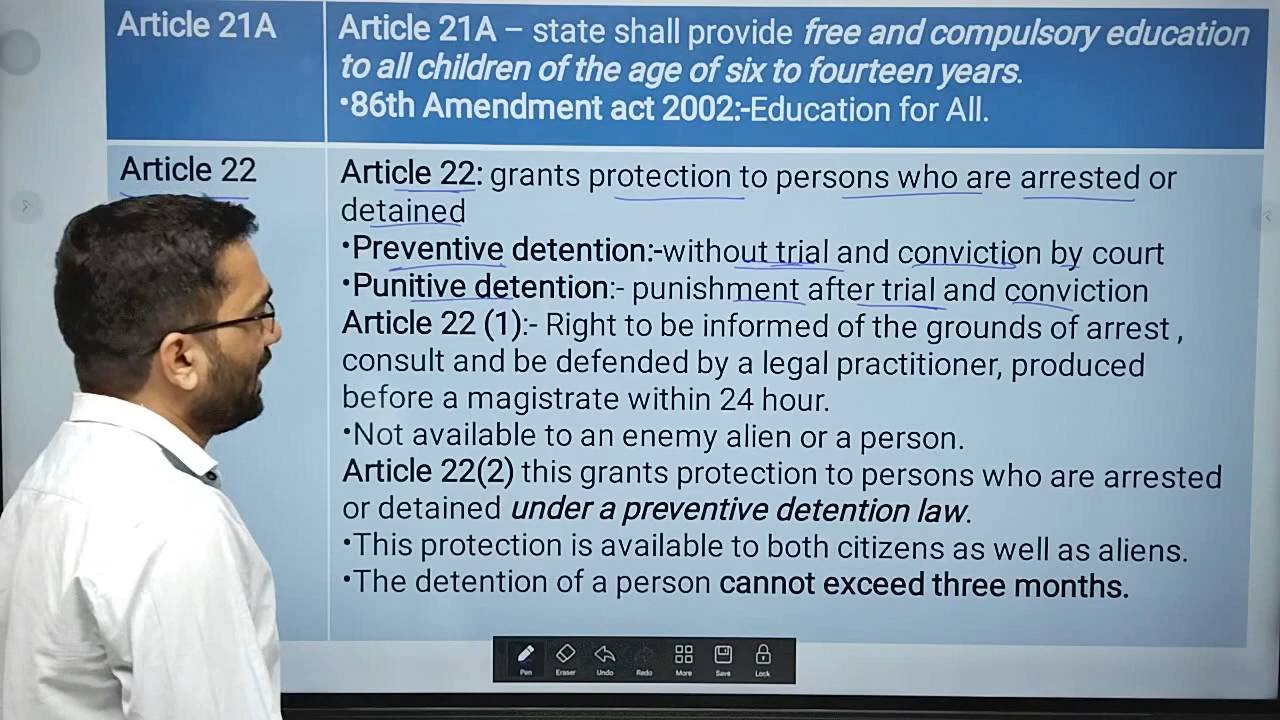 Article 21A
Article 21A – state shall provide free and compulsory education
to all children of the age of six to fourteen years.
•86th Amendment act 2002:-Education for All.
Article 22
Article 22: grants protection to persons who are arrested or
detained
•Preventive detention:-without trial and conviction by court
•Punitive detention:- punishment after trial and conviction
Article 22 (1):- Right to be informed of the grounds of arrest ,
consult and be defended by a legal practitioner, produced
before a magistrate within 24 hour.
•Not available to an enemy alien or a person.
Article 22(2) this grants protection to persons who are arrested
or detained under a preventive detention law.
•This protection is available to both citizens as well as aliens.
•The detention of a person cannot exceed three months.
Pen Eraser Undo Redo More Save Lock